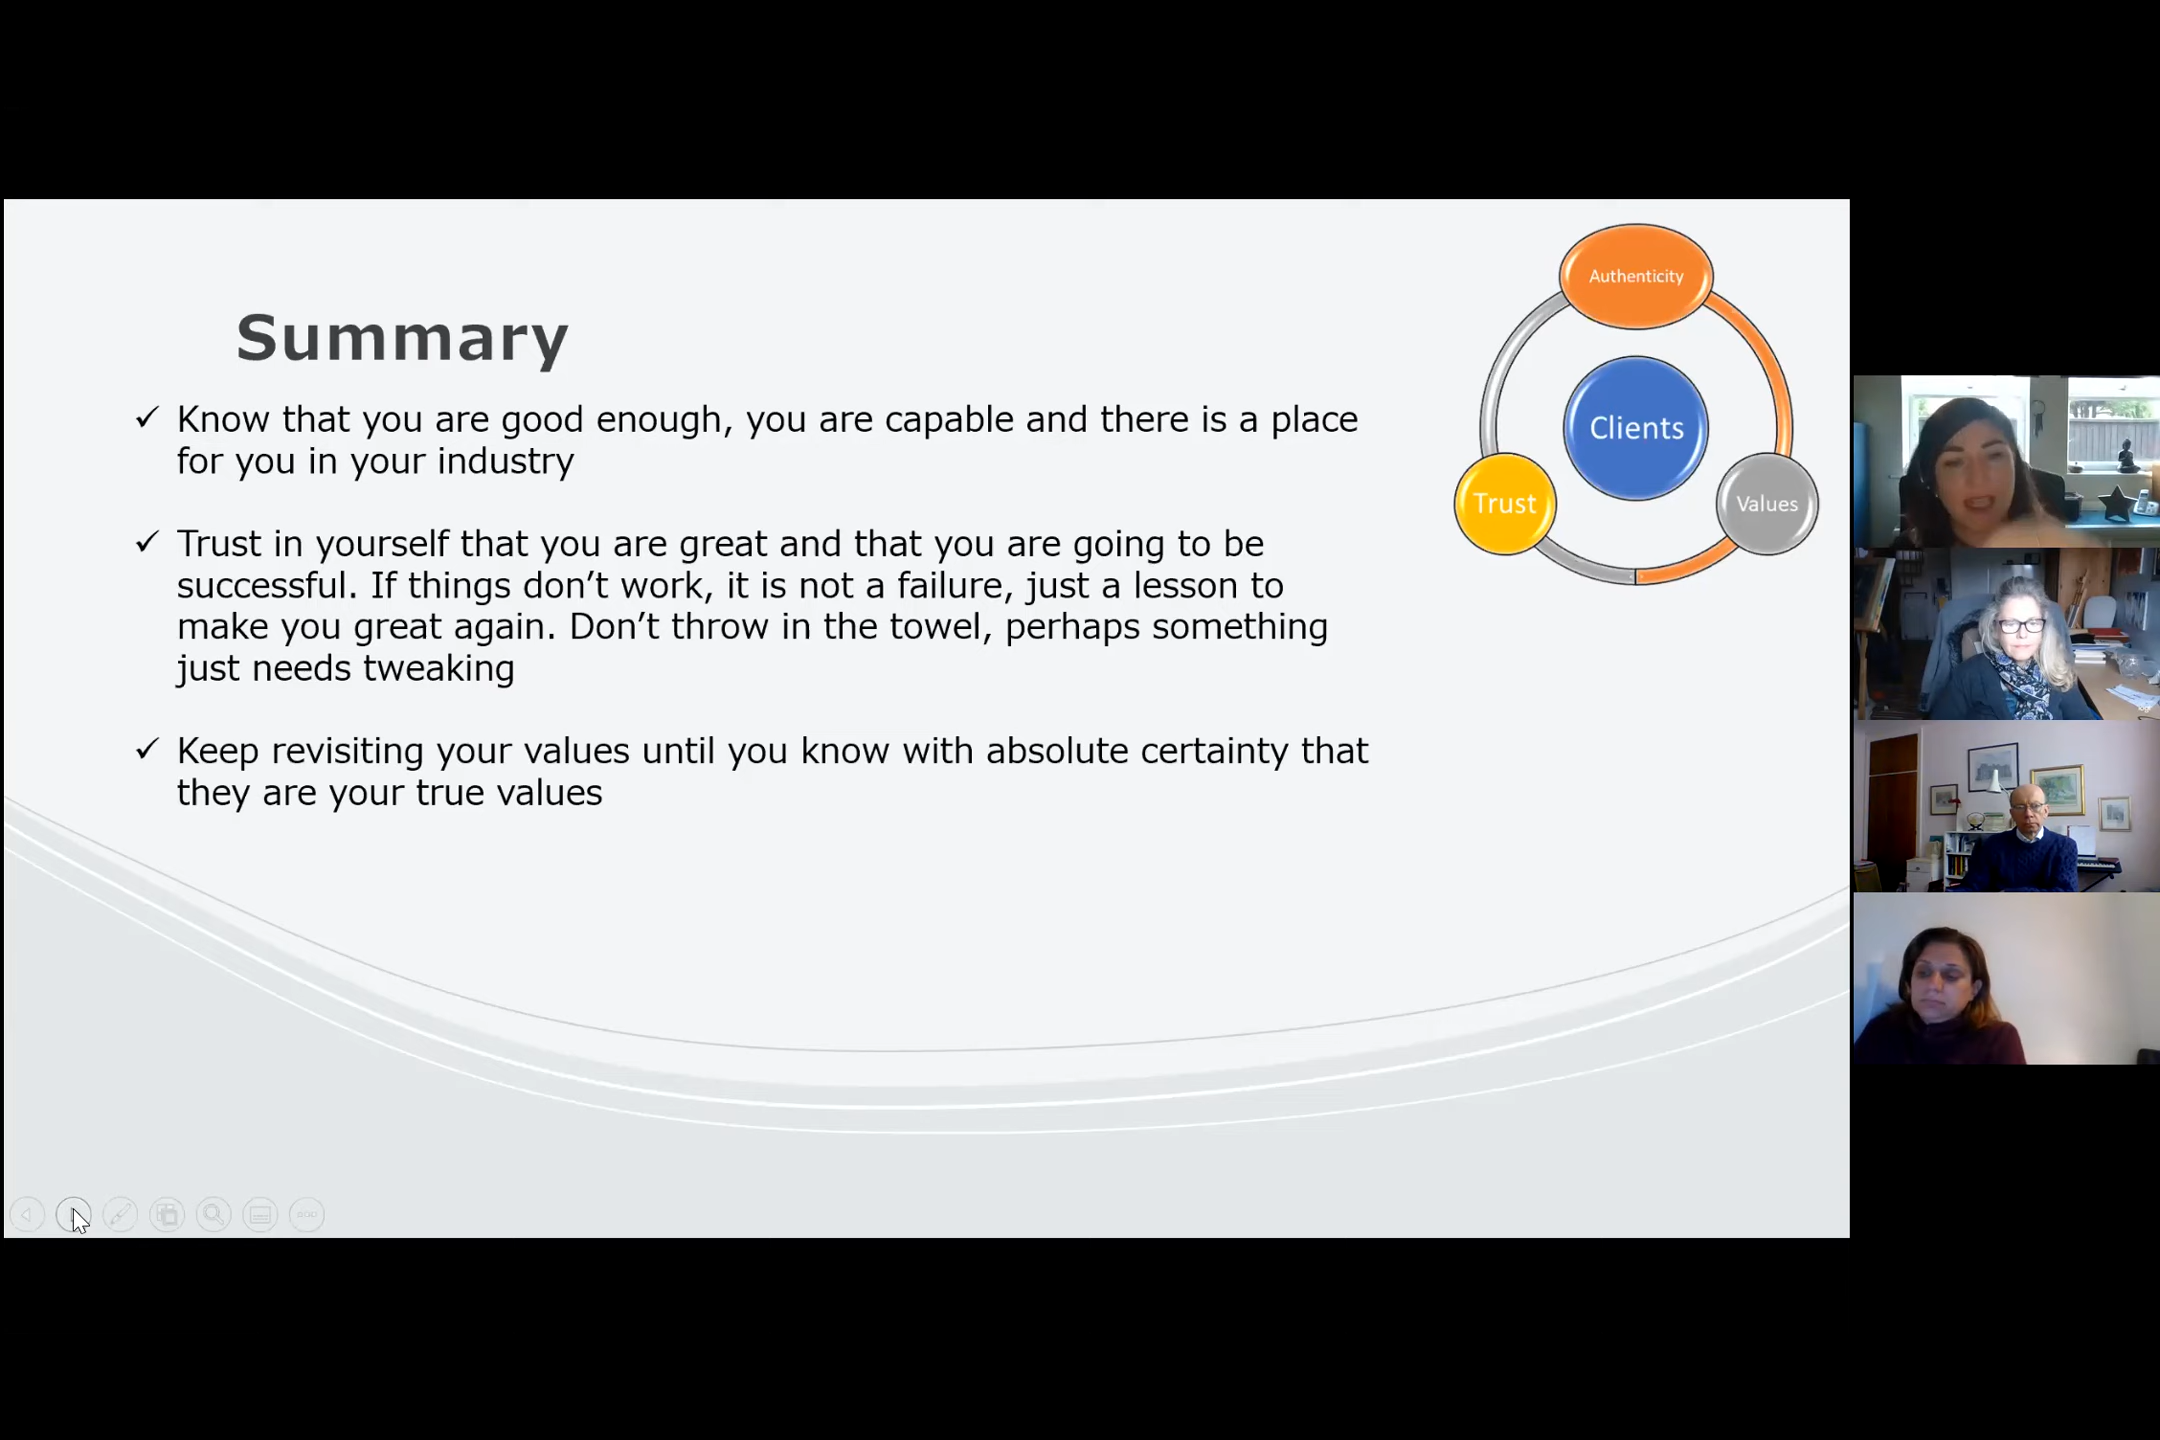 Summary
✓ Know that you are good enough, you are capable and there is a place
for you in your industry
✓ Trust in yourself that you are great and that you are going to be
successful. If things don’t work, it is not a failure, just a lesson to
make you great again. Don’t throw in the towel, perhaps something
just needs tweaking
✓ Keep revisiting your values until you know with absolute certainty that
they are your true values
Authenticity
Clients
Trust
Values